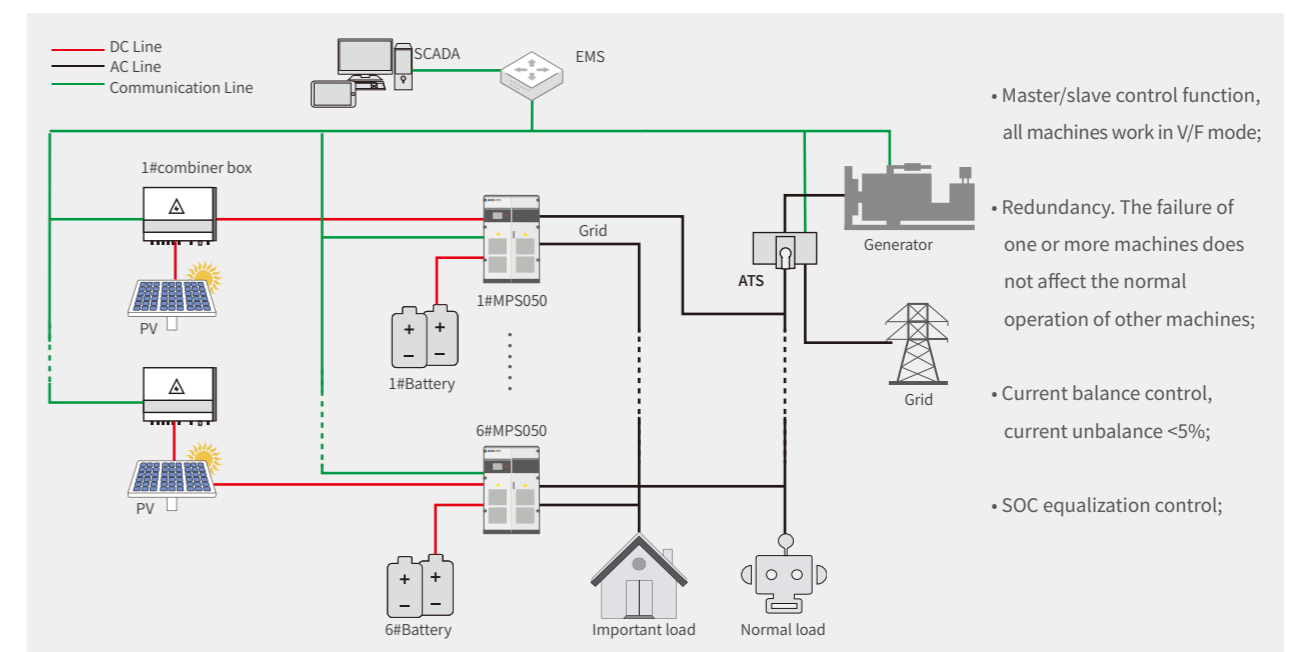 DC Line
AC Line
Communication Line
SCADA
EMS
1#combiner box
PV
1#MPS050
Grid
1#Battery
ATS
Generator
Grid
PV
6#MPS050
6#Battery
Important load
Normal load
• Master/slave control function,
all machines work in V/F mode;
• Redundancy. The failure of
one or more machines does
not affect the normal
operation of other machines;
• Current balance control,
current unbalance <5%;
• SOC equalization control;